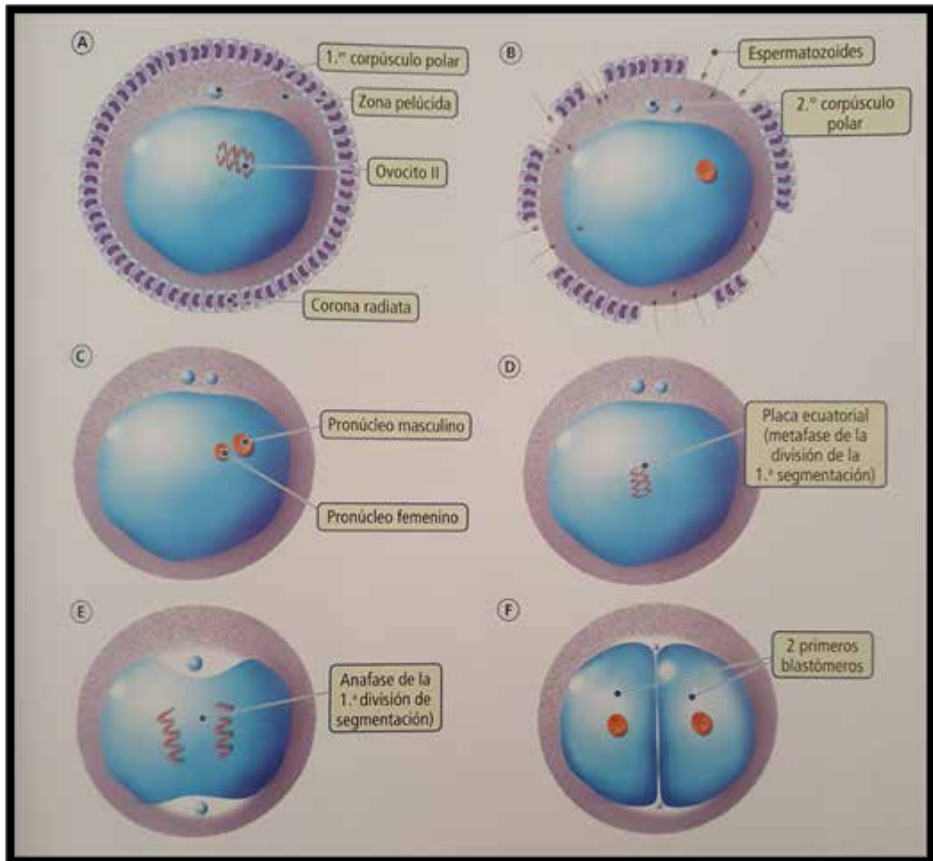 A
1.er corpúsculo polar
Zona pelúcida
Ovocito II
Corona radiata
B
Espermatozoides
2.º corpúsculo
polar
C
Pronúcleo masculino
Pronúcleo femenino
D
Placa ecuatorial
(metafase de la
división de la
1.ª segmentación)
E
Anafase de la
1.ª división de
segmentación)
F
2 primeros
blastómeros